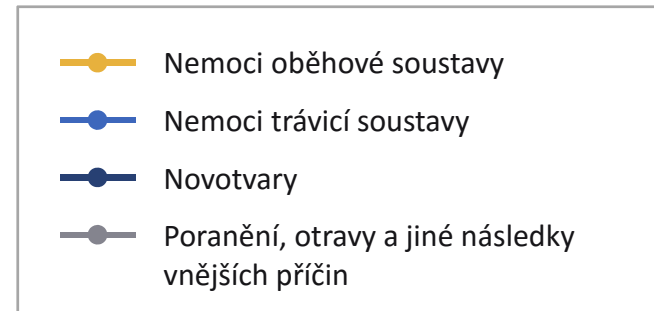 Nemoci oběhové soustavy
Nemoci trávicí soustavy
Novotvary
Poranění, otravy a jiné následky
vnějších příčin